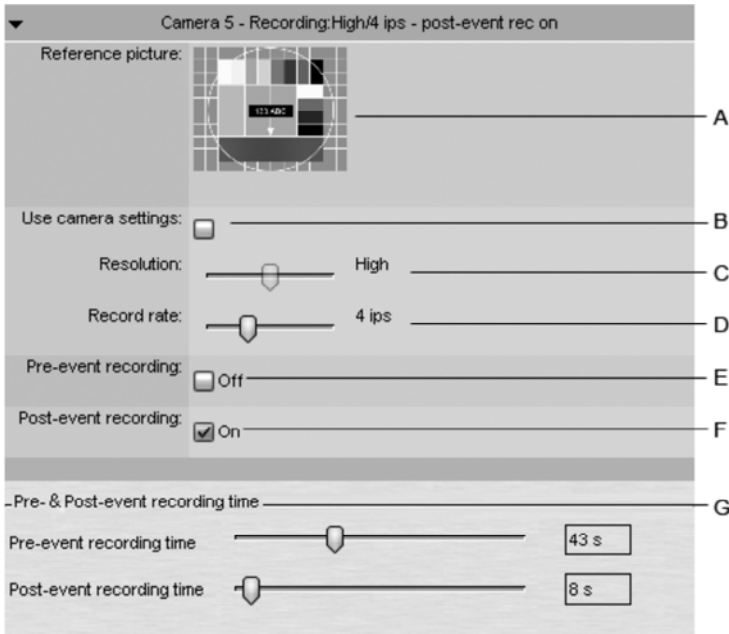 Camera 5 - Recording:High/4 ips - post-event rec on
Reference picture:
123 ABC
A
Use camera settings:
B
Resolution:
High
C
Record rate:
4 ips
D
Pre-event recording:
Off
E
Post-event recording:
On
F
Pre- & Post-event recording time
G
Pre-event recording time
43 s
Post-event recording time
8 s